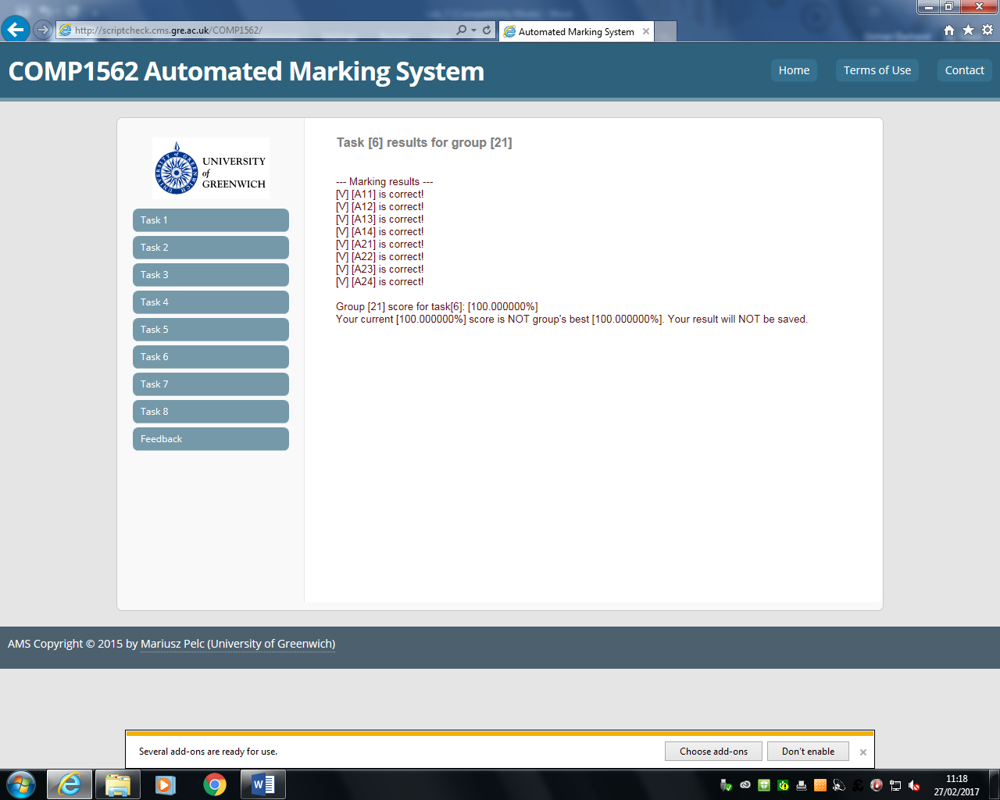 http://scriptcheck.cms.gre.ac.uk/COMP1562/
Automated Marking System
COMP1562 Automated Marking System
Home
Terms of Use
Contact
UNIVERSITY OF GREENWICH
UNIVERSITY
of
GREENWICH
Task 1
Task 2
Task 3
Task 4
Task 5
Task 6
Task 7
Task 8
Feedback
Task [6] results for group [21]
--- Marking results ---
[V] [A11] is correct!
[V] [A12] is correct!
[V] [A13] is correct!
[V] [A14] is correct!
[V] [A21] is correct!
[V] [A22] is correct!
[V] [A23] is correct!
[V] [A24] is correct!
Group [21] score for task[6]: [100.000000%]
Your current [100.000000%] score is NOT group's best [100.000000%]. Your result will NOT be saved.
AMS Copyright © 2015 by Mariusz Pelc (University of Greenwich)
Several add-ons are ready for use.
Choose add-ons
Don't enable
11:18
27/02/2017